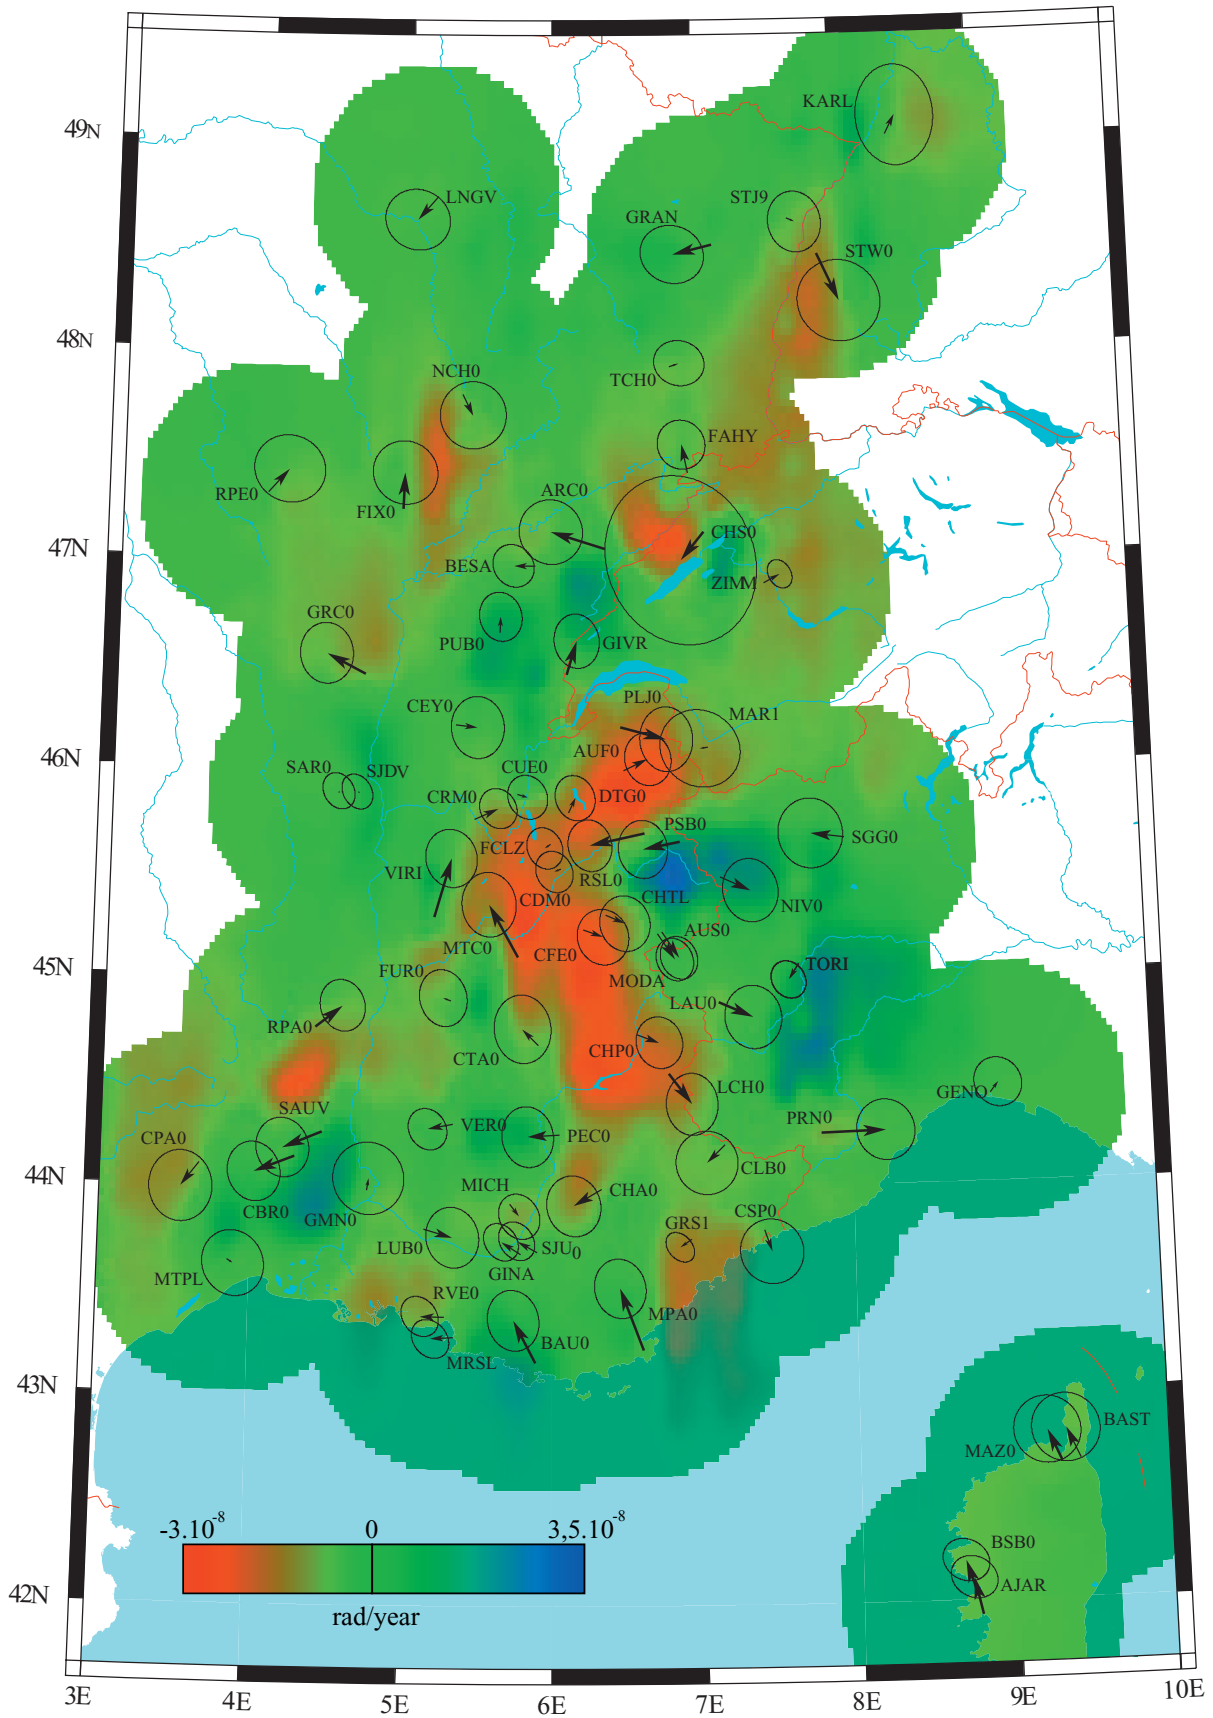 KARL
49N
LNGV
STJ9
GRAN
STW0
48N
NCH0
TCH0
FAHY
RPE0
ARC0
FIX0
CHS0
47N
BESA
ZIMM
GRC0
PUB0
GIVR
PLJ0
CEY0
MAR1
46N
AUF0
SAR0
SJDV
CUE0
CRM0
DTG0
PSB0
SGG0
FCLZ
VIRI
RSL0
CDM0
CHTL
NIV0
AUS0
MTC0
CFE0
45N
FUR0
MODA
TORI
LAU0
RPA0
CTA0
CHP0
LCH0
GENO
SAUV
PRN0
VER0
PEC0
CPA0
44N
CLB0
MICH
CHA0
CBR0
GMN0
CSP0
GRS1
LUB0
SJU0
GINA
MTPL
RVE0
MPA0
BAU0
MRSL
43N
BAST
MAZ0
-3.10-8 0 3,5.10-8
BSB0
AJAR
42N
rad/year
3E 4E 5E 6E 7E 8E 9E 10E